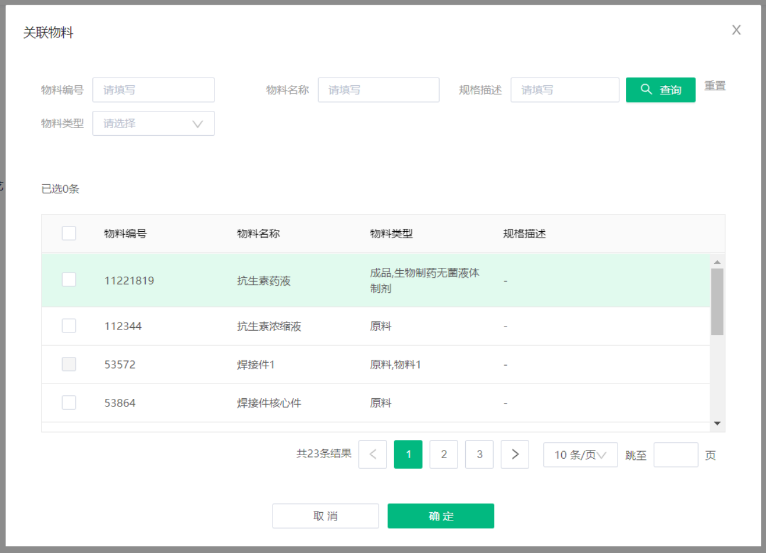 关联物料 X
物料编号 请填写 物料名称 请填写 规格描述 请填写 查询 重置
物料类型 请选择
已选0条
物料编号 物料名称 物料类型 规格描述
11221819 抗生素药液 成品,生物制药无菌液体
制剂 -
112344 抗生素浓缩液 原料 -
53572 焊接件1 原料,物料1 -
53864 焊接件核心件 原料 -
共23条结果 < 1 2 3 > 10 条/页 跳至 页
取 消 确 定